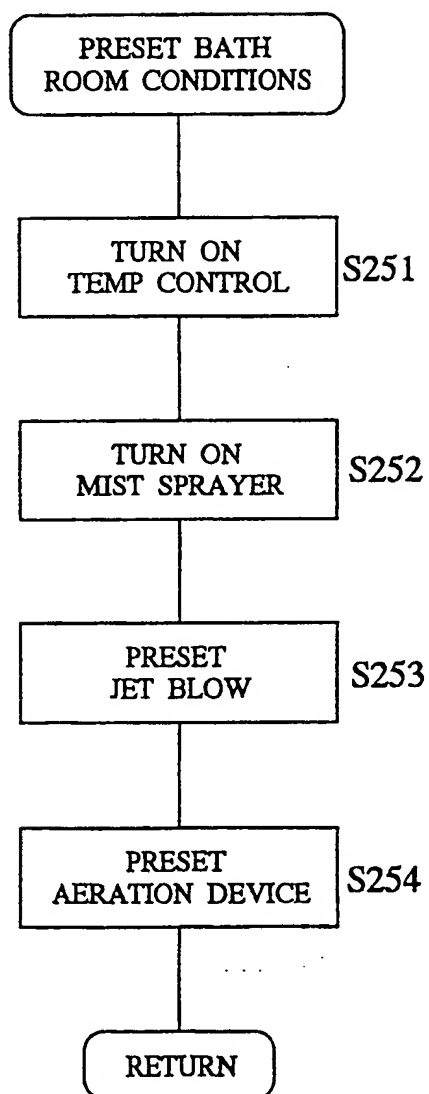 PRESET BATH
ROOM CONDITIONS
TURN ON
TEMP CONTROL
S251
TURN ON
MIST SPRAYER
S252
PRESET
JET BLOW
S253
PRESET
AERATION DEVICE
S254
RETURN